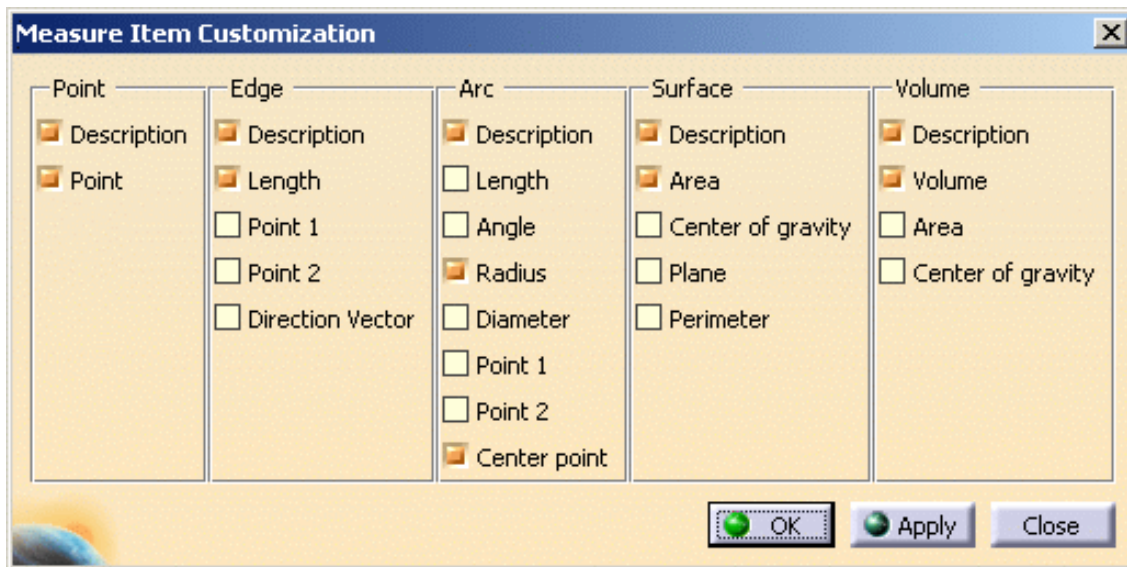 Measure Item Customization
Point
Description
Point
Edge
Description
Length
Point 1
Point 2
Direction Vector
Arc
Description
Length
Angle
Radius
Diameter
Point 1
Point 2
Center point
Surface
Description
Area
Center of gravity
Plane
Perimeter
Volume
Description
Volume
Area
Center of gravity
OK
Apply
Close